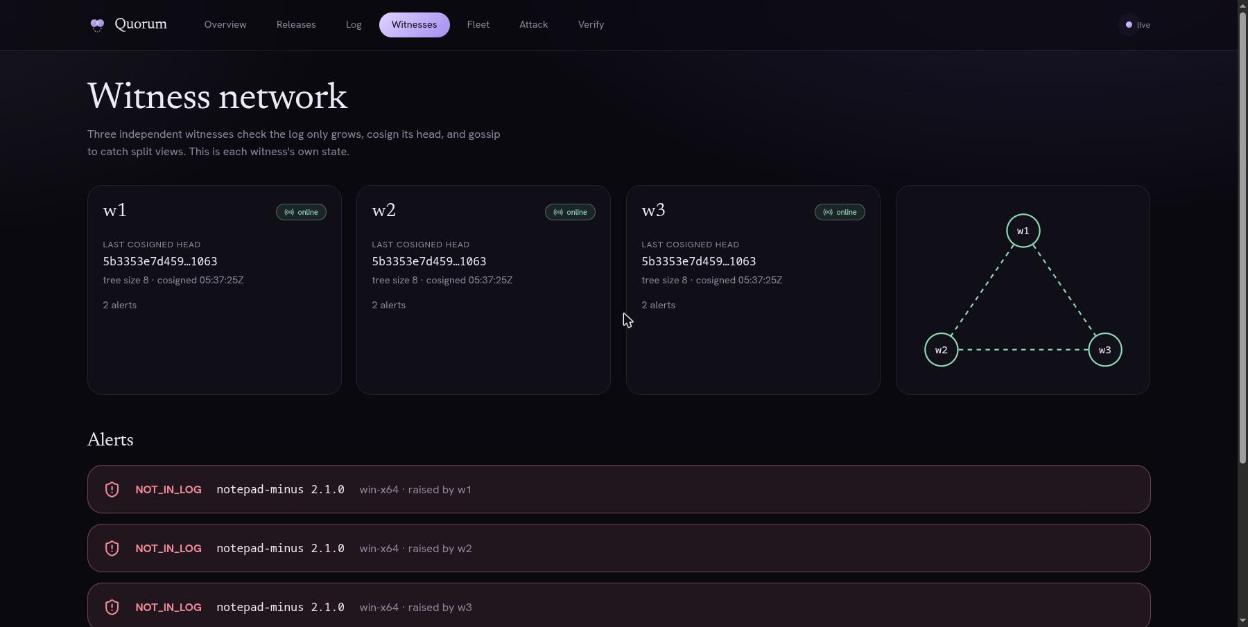 Quorum
Overview
Releases
Log
Witnesses
Fleet
Attack
Verify
live
Witness network
Three independent witnesses check the log only grows, cosign its head, and gossip
to catch split views. This is each witness's own state.
w1
online
LAST COSIGNED HEAD
5b3353e7d459…1063
tree size 8 · cosigned 05:37:25Z
2 alerts
w2
online
LAST COSIGNED HEAD
5b3353e7d459…1063
tree size 8 · cosigned 05:37:25Z
2 alerts
w3
online
LAST COSIGNED HEAD
5b3353e7d459…1063
tree size 8 · cosigned 05:37:25Z
2 alerts
w1
w2
w3
Alerts
NOT_IN_LOG notepad-minus 2.1.0 win-x64 · raised by w1
NOT_IN_LOG notepad-minus 2.1.0 win-x64 · raised by w2
NOT_IN_LOG notepad-minus 2.1.0 win-x64 · raised by w3